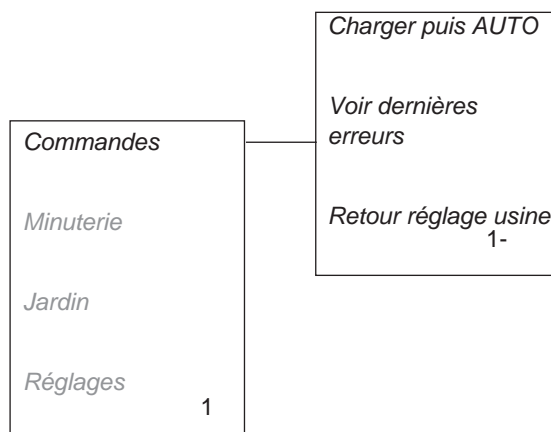 Charger puis AUTO
Voir dernières
erreurs
Retour réglage usine
1-
Commandes
Minuterie
Jardin
Réglages
1